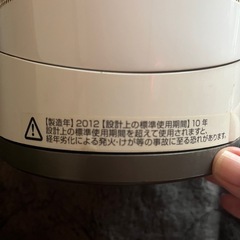 【製造年】2012【設計上の標準使用期間】10年
設計上の標準使用期間を超えて使用されますと、
経年劣化による発火・けが等の事故に至る恐れがあります。